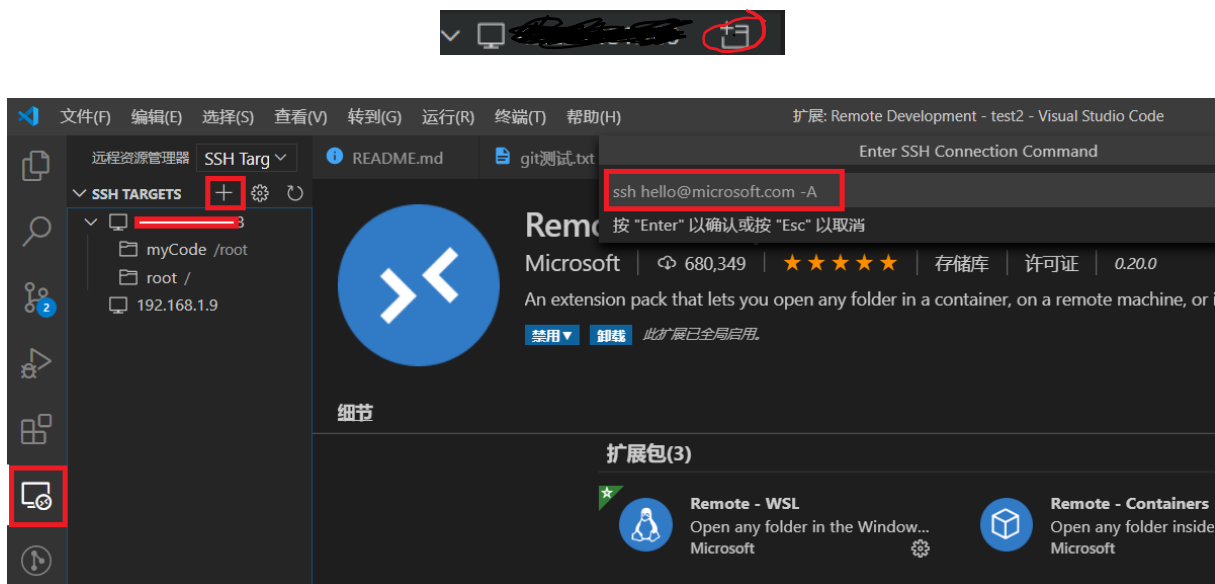 文件(F) 编辑(E) 选择(S) 查看(V) 转到(G) 运行(R) 终端(T) 帮助(H) 扩展: Remote Development - test2 - Visual Studio Code
远程资源管理器 SSH Targ README.md git测试.txt
Enter SSH Connection Command
SSH TARGETS
ssh hello@microsoft.com -A
按 "Enter" 以确认或按 "Esc" 以取消
myCode /root
root /
192.168.1.9
Microsoft 680,349 存储库 许可证 0.20.0
An extension pack that lets you open any folder in a container, on a remote machine, or
禁用 卸载 此扩展已全局启用。
2
细节
扩展包(3)
Remote - WSL
Open any folder in the Window...
Microsoft
Remote - Containers
Open any folder inside
Microsoft